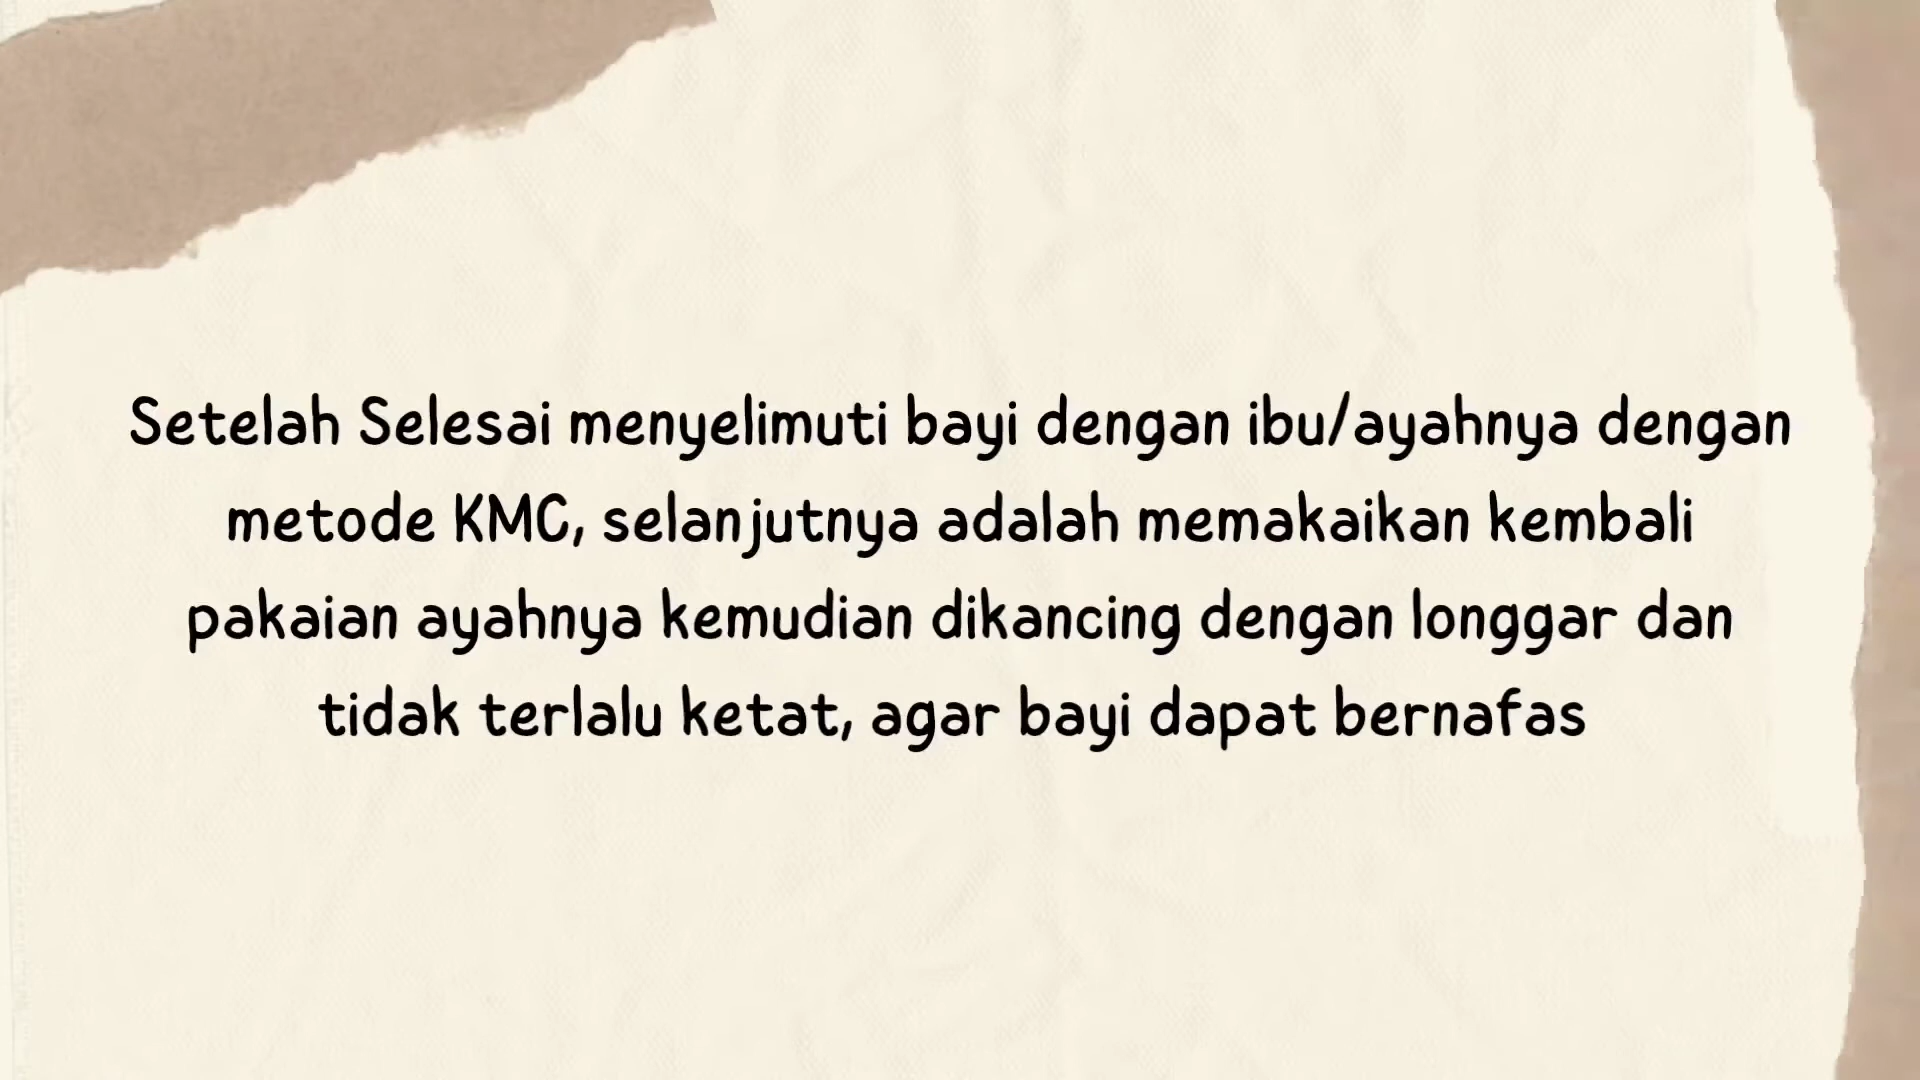 Setelah Selesai menyelimuti bayi dengan ibu/ayahnya dengan
metode KMC, selanjutnya adalah memakaikan kembali
pakaian ayahnya kemudian dikancing dengan longgar dan
tidak terlalu ketat, agar bayi dapat bernafas